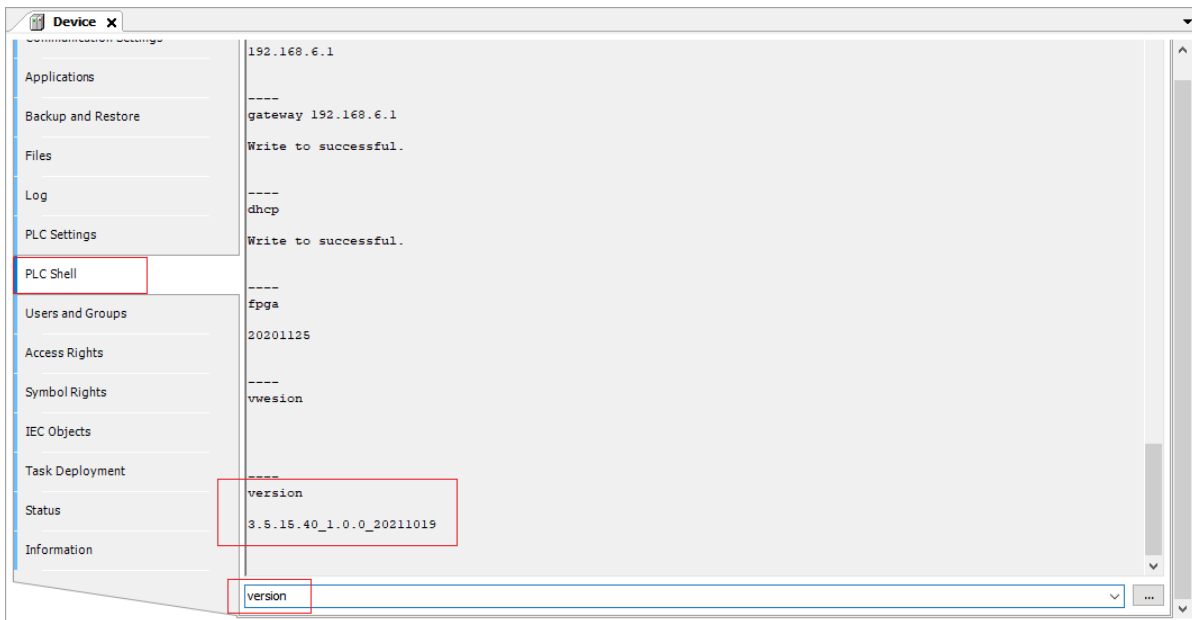 Device
Communication Settings
Applications
Backup and Restore
Files
Log
PLC Settings
PLC Shell
Users and Groups
Access Rights
Symbol Rights
IEC Objects
Task Deployment
Status
Information
192.168.6.1
----
gateway 192.168.6.1
Write to successful.
----
dhcp
Write to successful.
----
fpga
20201125
----
vwesion
----
version
3.5.15.40_1.0.0_20211019
version
...